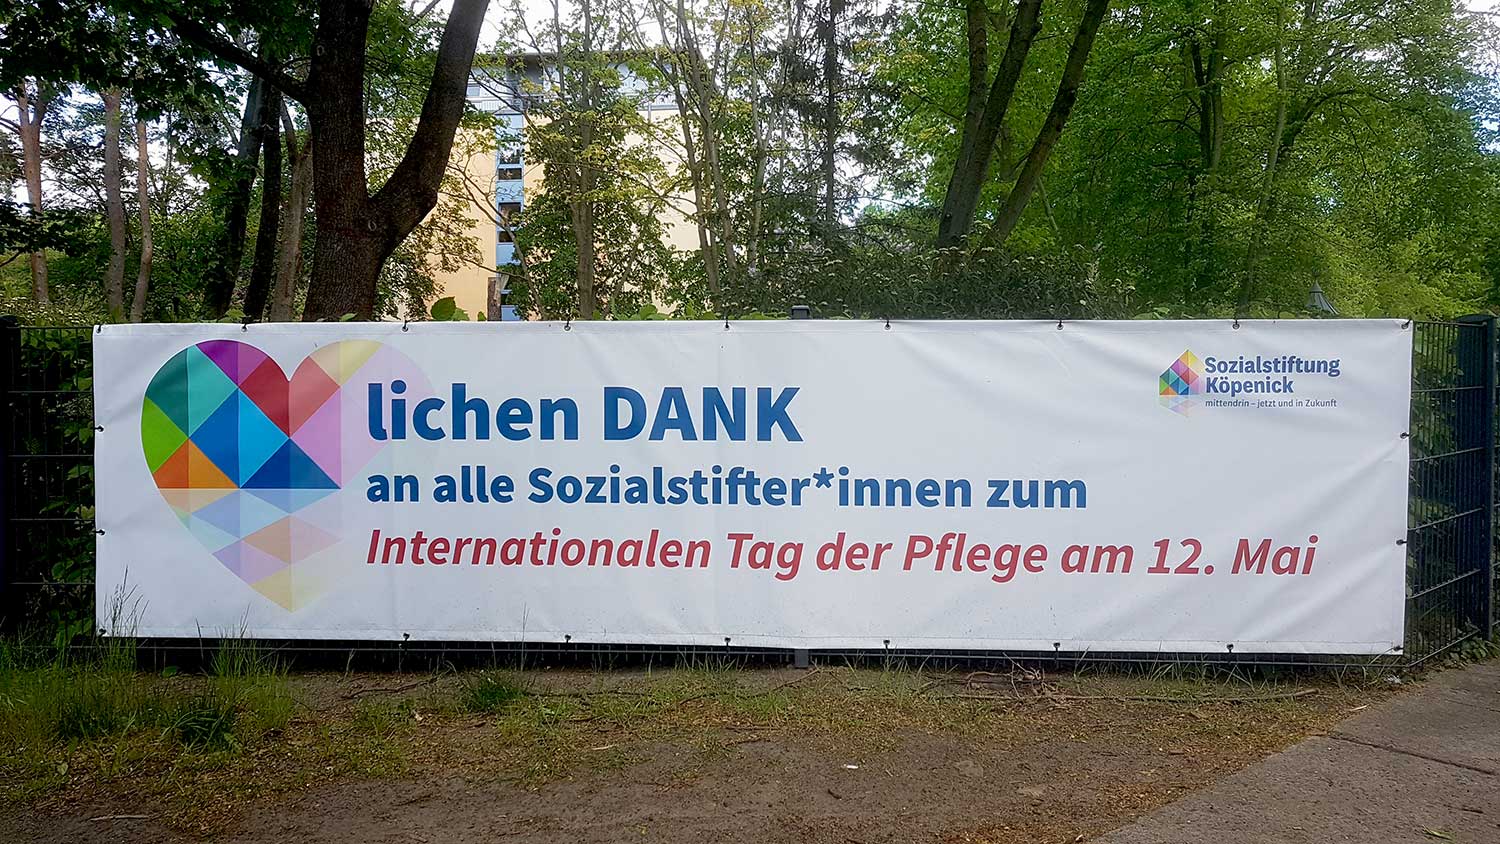 lichen DANK
an alle Sozialstifter*innen zum
Internationalen Tag der Pflege am 12. Mai
Sozialstiftung
Köpenick
mittendrin – jetzt und in Zukunft